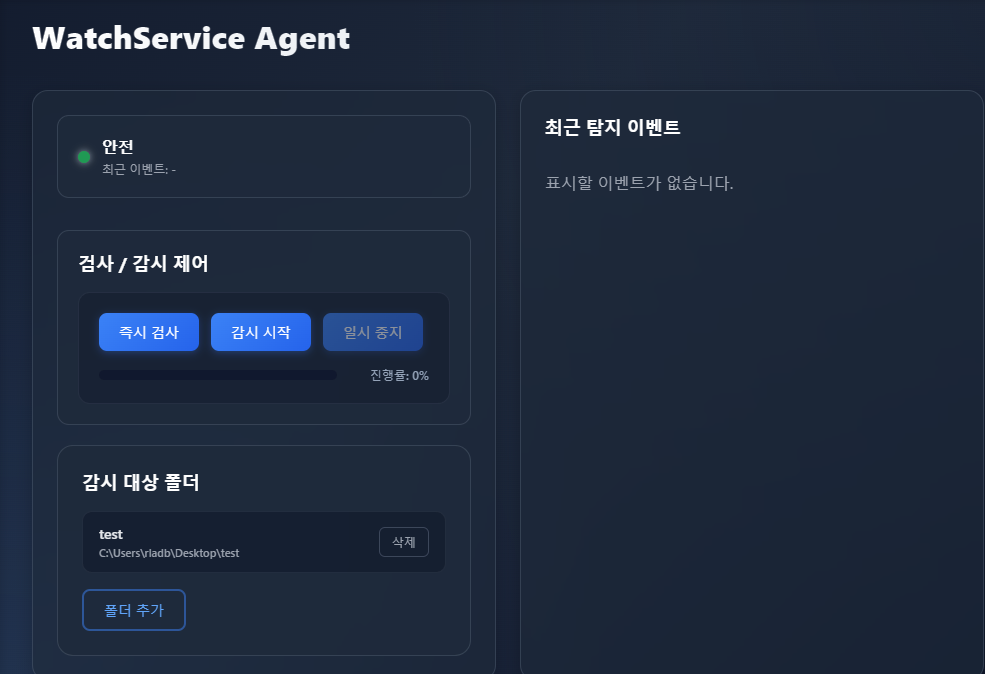 WatchService Agent
안전
최근 이벤트: -
검사 / 감시 제어
즉시 검사
감시 시작
일시 중지
진행률: 0%
감시 대상 폴더
test
C:\Users\rladb\Desktop\test
삭제
폴더 추가
최근 탐지 이벤트
표시할 이벤트가 없습니다.